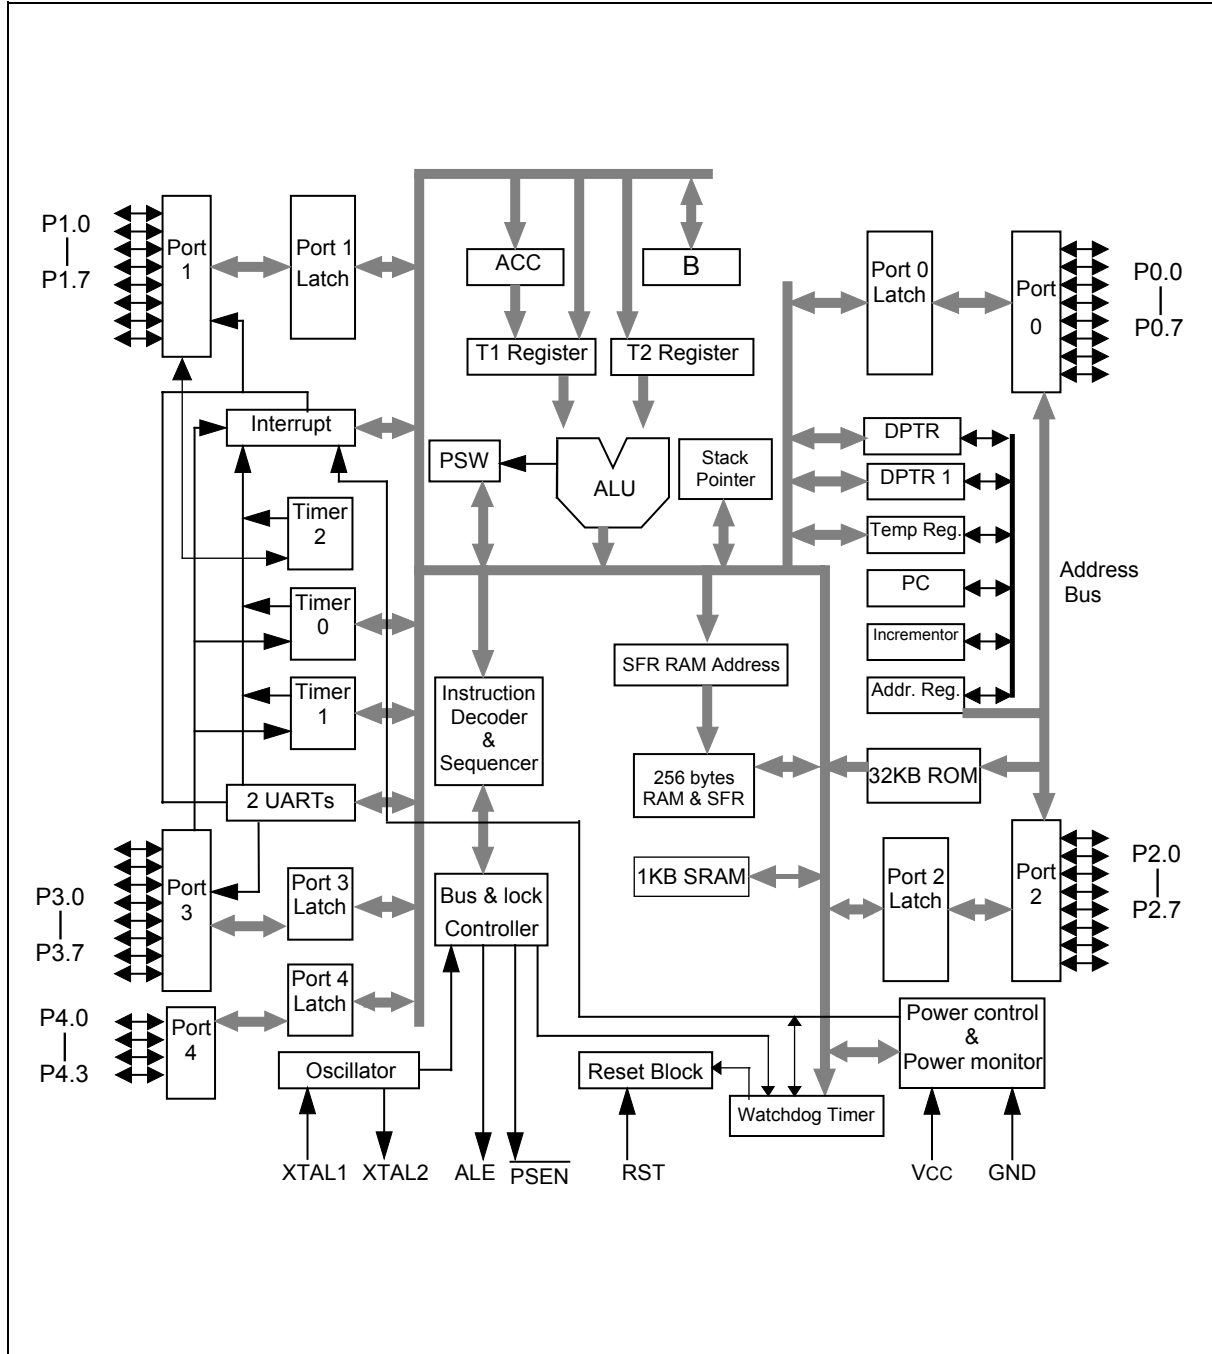 P1.0
P1.7
Port
1
Port 1
Latch
ACC
B
T1 Register
T2 Register
Port 0
Latch
Port
0
P0.0
P0.7
Interrupt
PSW
ALU
Stack
Pointer
DPTR
DPTR 1
Temp Reg.
PC
Incrementor
Addr. Reg.
Address
Bus
Timer
2
Timer
0
Timer
1
SFR RAM Address
Instruction
Decoder
&
Sequencer
256 bytes
RAM & SFR
32KB ROM
2 UARTs
P3.0
P3.7
Port
3
Port 3
Latch
Bus & lock
Controller
1KB SRAM
Port 2
Latch
Port
2
P2.0
P2.7
P4.0
P4.3
Port
4
Port 4
Latch
Oscillator
Reset Block
Watchdog Timer
Power control
&
Power monitor
XTAL1
XTAL2
ALE
PSEN
RST
VCC
GND